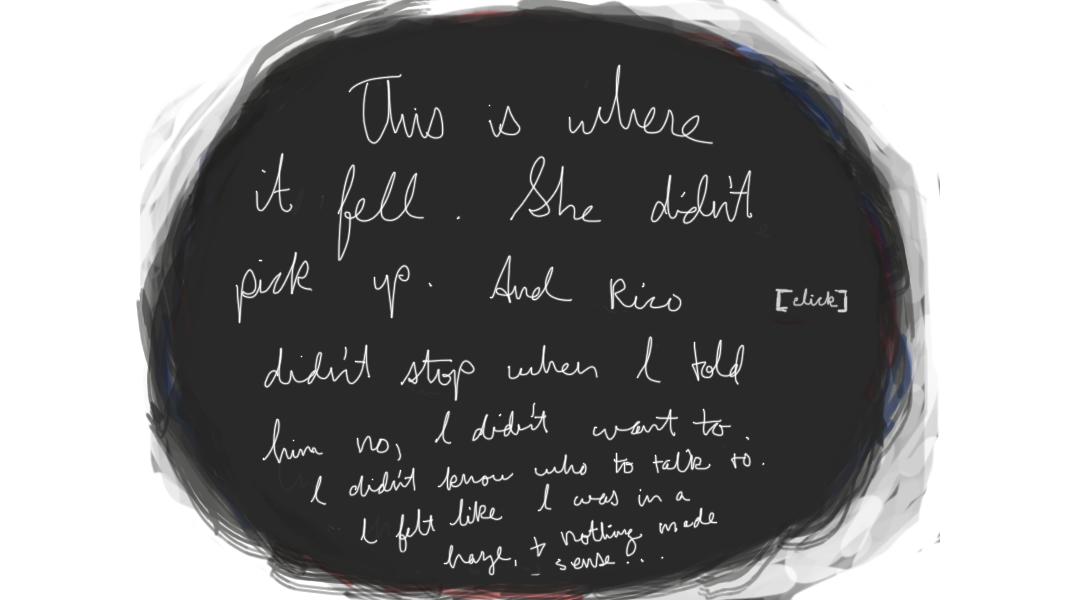 This is where
it fell. She didn't
pick up. And Rico
[click]
didn't stop when I told
him no, I didn't want to.
I didn't know who to talk to.
I felt like I was in a
haze, + nothing made
sense...